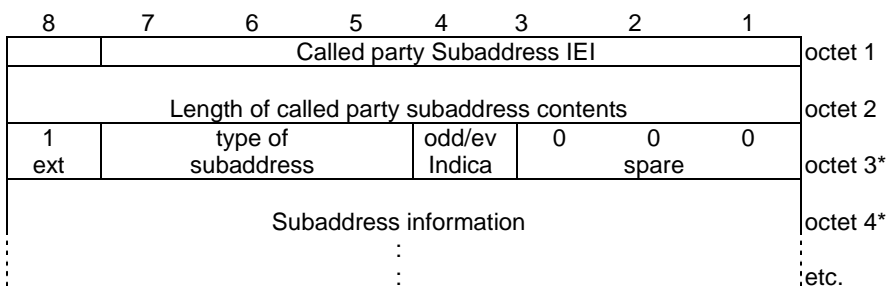 8 7 6 5 4 3 2 1
Called party Subaddress IEI octet 1
Length of called party subaddress contents octet 2
1 type of odd/ev 0 0 0
ext subaddress Indica spare octet 3*
Subaddress information octet 4*
:
: etc.